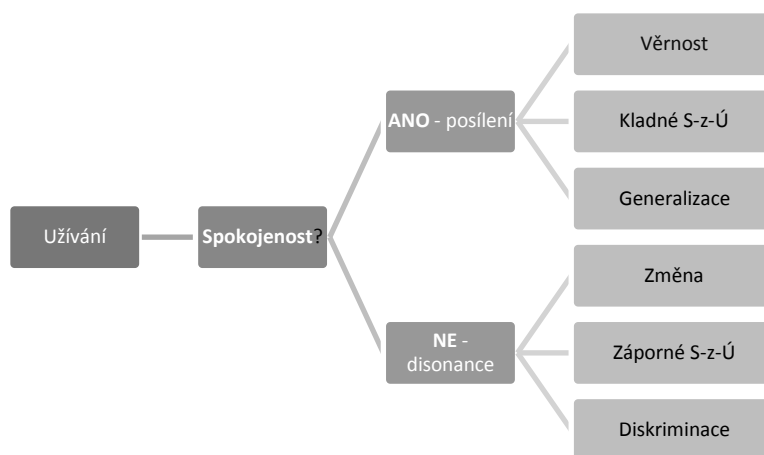 Užívání
Spokojenost?
ANO - posílení
Věrnost
Kladné S-z-Ú
Generalizace
NE -
disonance
Změna
Záporné S-z-Ú
Diskriminace